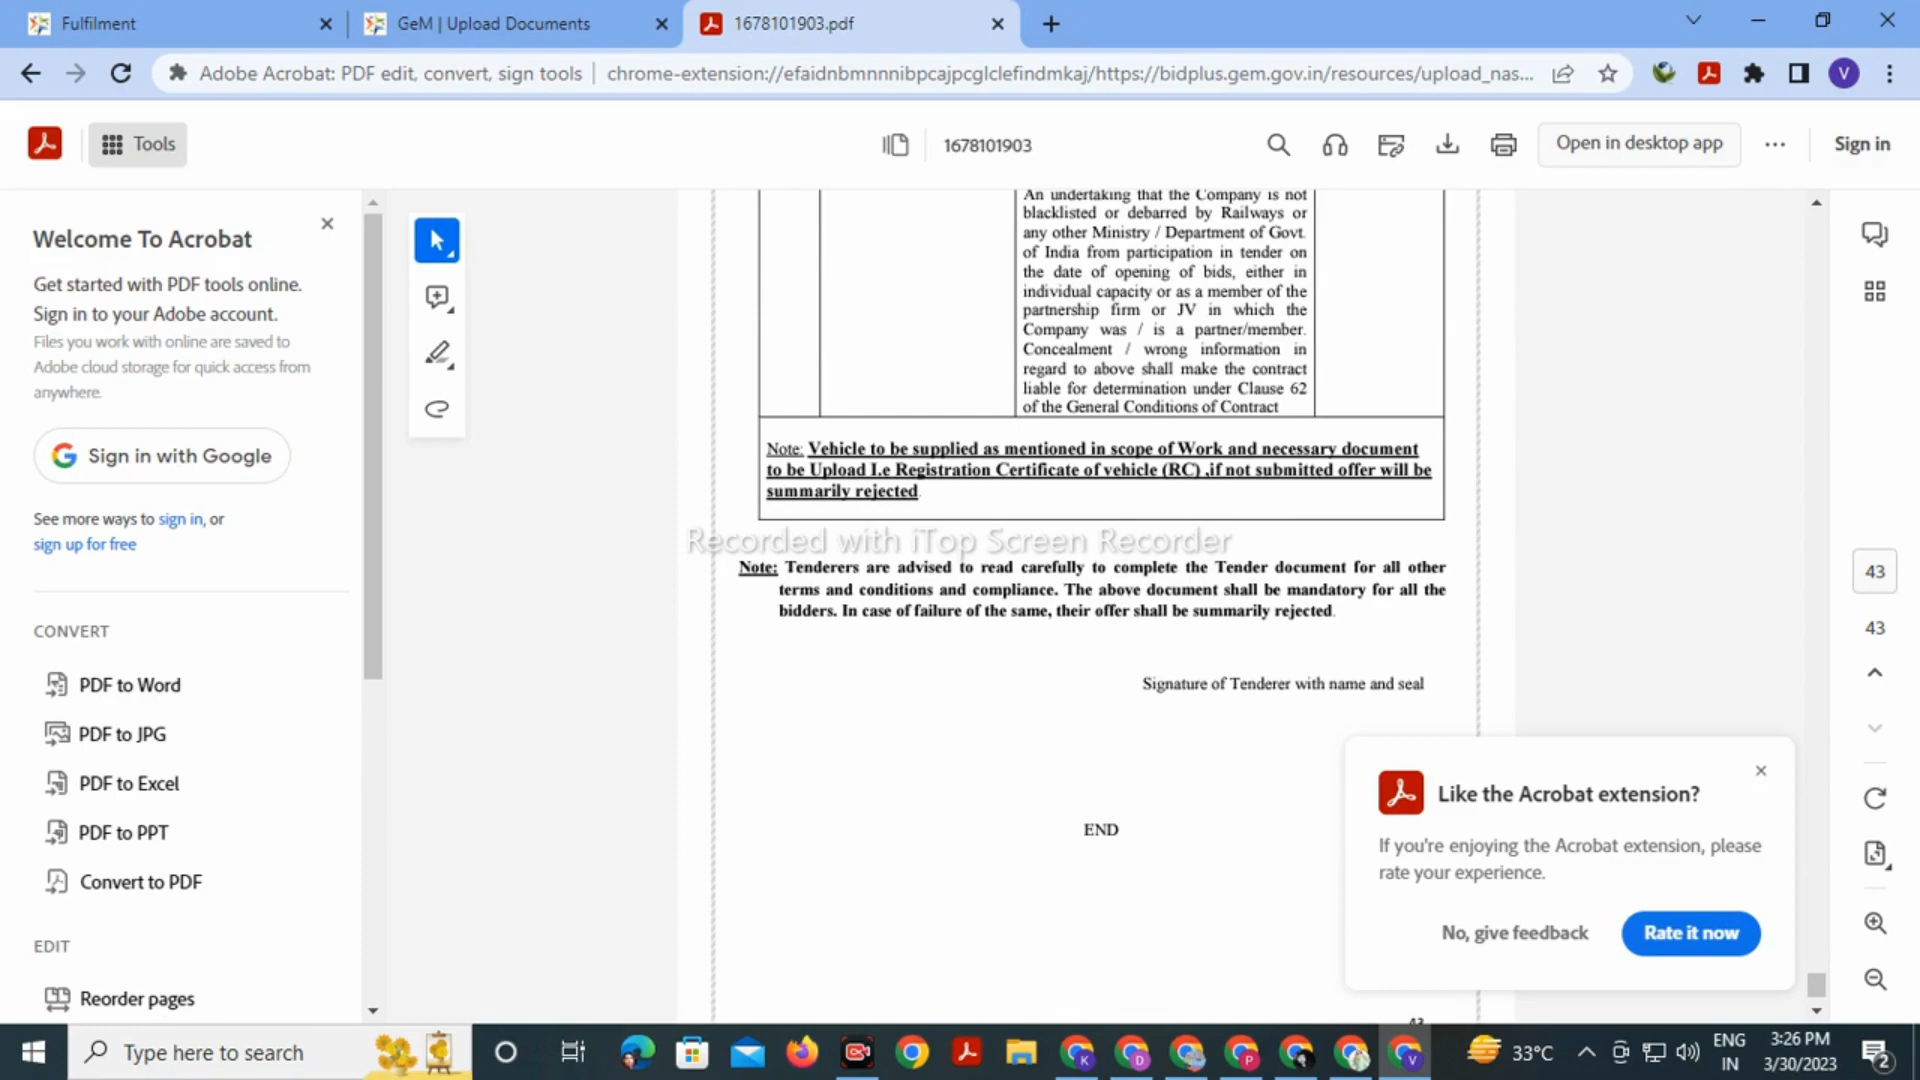 Fulfilment
GeM | Upload Documents
1678101903.pdf
Adobe Acrobat: PDF edit, convert, sign tools
chrome-extension://efaidnbmnnnibpcajpcglclefindmkaj/https://bidplus.gem.gov.in/resources/upload_nas...
V
Tools
1678101903
Open in desktop app
Sign in
Welcome To Acrobat
Get started with PDF tools online.
Sign in to your Adobe account.
Files you work with online are saved to
Adobe cloud storage for quick access from
anywhere.
Sign in with Google
See more ways to sign in, or
sign up for free
CONVERT
PDF to Word
PDF to JPG
PDF to Excel
PDF to PPT
Convert to PDF
EDIT
Reorder pages
An undertaking that the Company is not
blacklisted or debarred by Railways or
any other Ministry / Department of Govt.
of India from participation in tender on
the date of opening of bids, either in
individual capacity or as a member of the
partnership firm or JV in which the
Company was / is a partner/member.
Concealment / wrong information in
regard to above shall make the contract
liable for determination under Clause 62
of the General Conditions of Contract
Note: Vehicle to be supplied as mentioned in scope of Work and necessary document
to be Upload I.e Registration Certificate of vehicle (RC) ,if not submitted offer will be
summarily rejected.
Recorded with iTop Screen Recorder
Note: Tenderers are advised to read carefully to complete the Tender document for all other
terms and conditions and compliance. The above document shall be mandatory for all the
bidders. In case of failure of the same, their offer shall be summarily rejected.
Signature of Tenderer with name and seal
END
43
43
43
Like the Acrobat extension?
If you're enjoying the Acrobat extension, please
rate your experience.
No, give feedback
Rate it now
Type here to search
K
D
P
V
33°C
ENG
IN
3:26 PM
3/30/2023
2